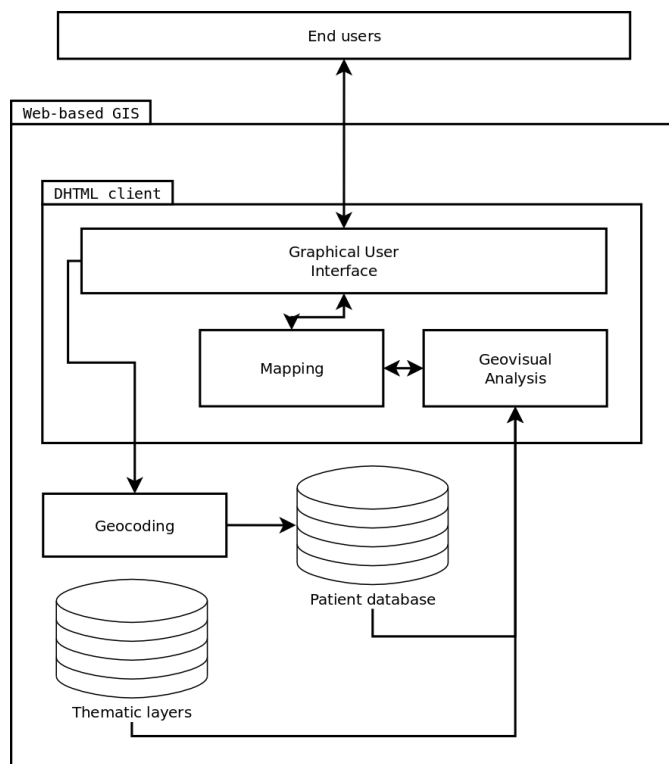 End users
Web-based GIS
DHTML client
Graphical User
Interface
Mapping
Geovisual
Analysis
Geocoding
Patient database
Thematic layers